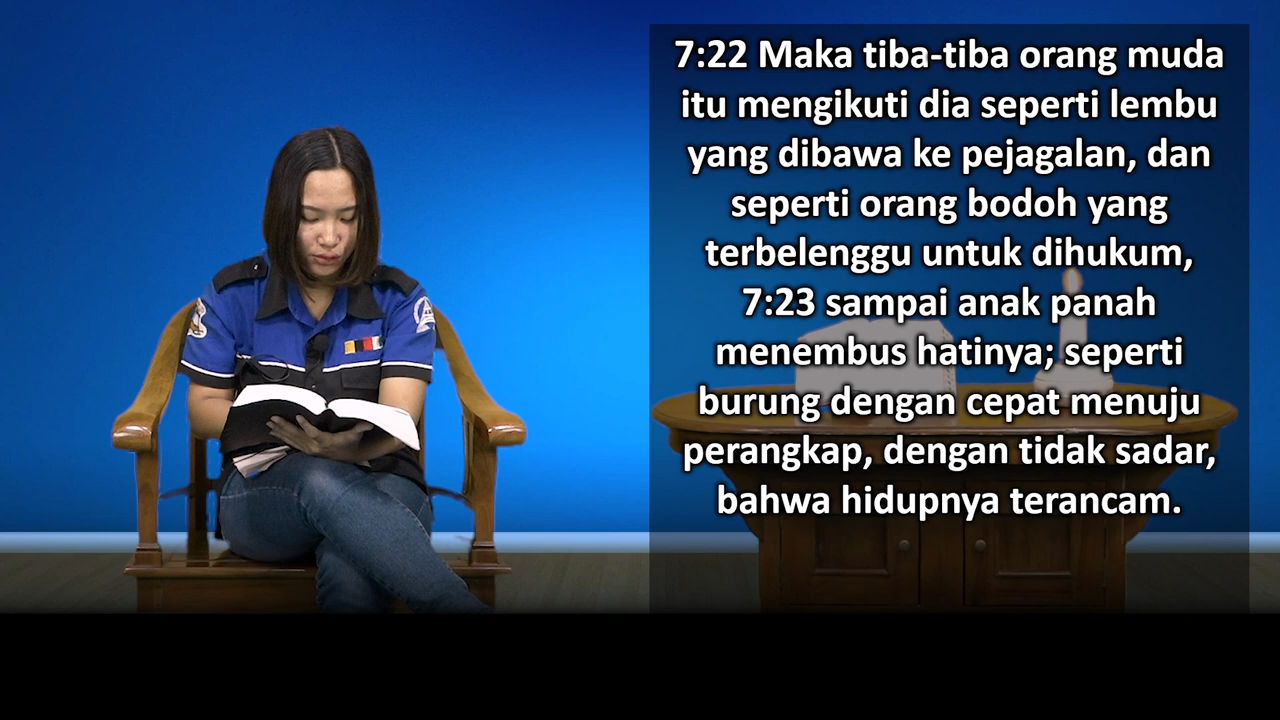 7:22 Maka tiba-tiba orang muda
itu mengikuti dia seperti lembu
yang dibawa ke pejagalan, dan
seperti orang bodoh yang
terbelenggu untuk dihukum,
7:23 sampai anak panah
menembus hatinya; seperti
burung dengan cepat menuju
perangkap, dengan tidak sadar,
bahwa hidupnya terancam.